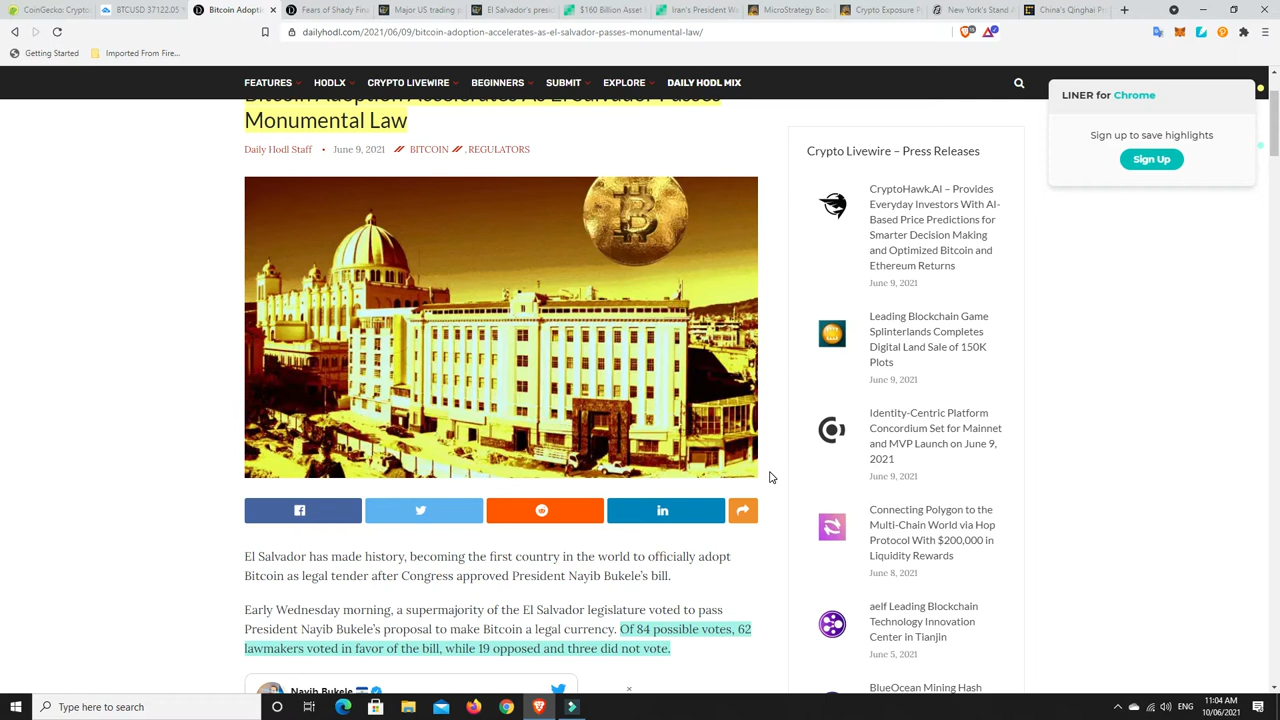 CoinGecko: Crypto
BTCUSD 37122.05
Bitcoin Adopti
Fears of Shady Fina
Major US trading p
El Salvador's presi
$160 Billion Asset
Iran's President We
MicroStrategy Boo
Crypto Exposure P
New York's Stand
China's Qinghai Pr
dailyhodl.com/2021/06/09/bitcoin-adoption-accelerates-as-el-salvador-passes-monumental-law/
Getting Started
Imported From Fire...
FEATURES
HODLX
CRYPTO LIVEWIRE
BEGINNERS
SUBMIT
EXPLORE
DAILY HODL MIX
Bitcoin Adoption Accelerates As El Salvador Passes
Monumental Law
Daily Hodl Staff • June 9, 2021 BITCOIN , REGULATORS
El Salvador has made history, becoming the first country in the world to officially adopt
Bitcoin as legal tender after Congress approved President Nayib Bukele's bill.
Early Wednesday morning, a supermajority of the El Salvador legislature voted to pass
President Nayib Bukele's proposal to make Bitcoin a legal currency. Of 84 possible votes, 62
lawmakers voted in favor of the bill, while 19 opposed and three did not vote.
Nayib Bukele
Crypto Livewire – Press Releases
CryptoHawk.AI – Provides
Everyday Investors With AI-
Based Price Predictions for
Smarter Decision Making
and Optimized Bitcoin and
Ethereum Returns
June 9, 2021
Leading Blockchain Game
Splinterlands Completes
Digital Land Sale of 150K
Plots
June 9, 2021
Identity-Centric Platform
Concordium Set for Mainnet
and MVP Launch on June 9,
2021
June 9, 2021
Connecting Polygon to the
Multi-Chain World via Hop
Protocol With $200,000 in
Liquidity Rewards
June 8, 2021
aelf Leading Blockchain
Technology Innovation
Center in Tianjin
June 5, 2021
BlueOcean Mining Hash
LINER for Chrome
Sign up to save highlights
Sign Up
Type here to search
ENG
11:04 AM
10/06/2021